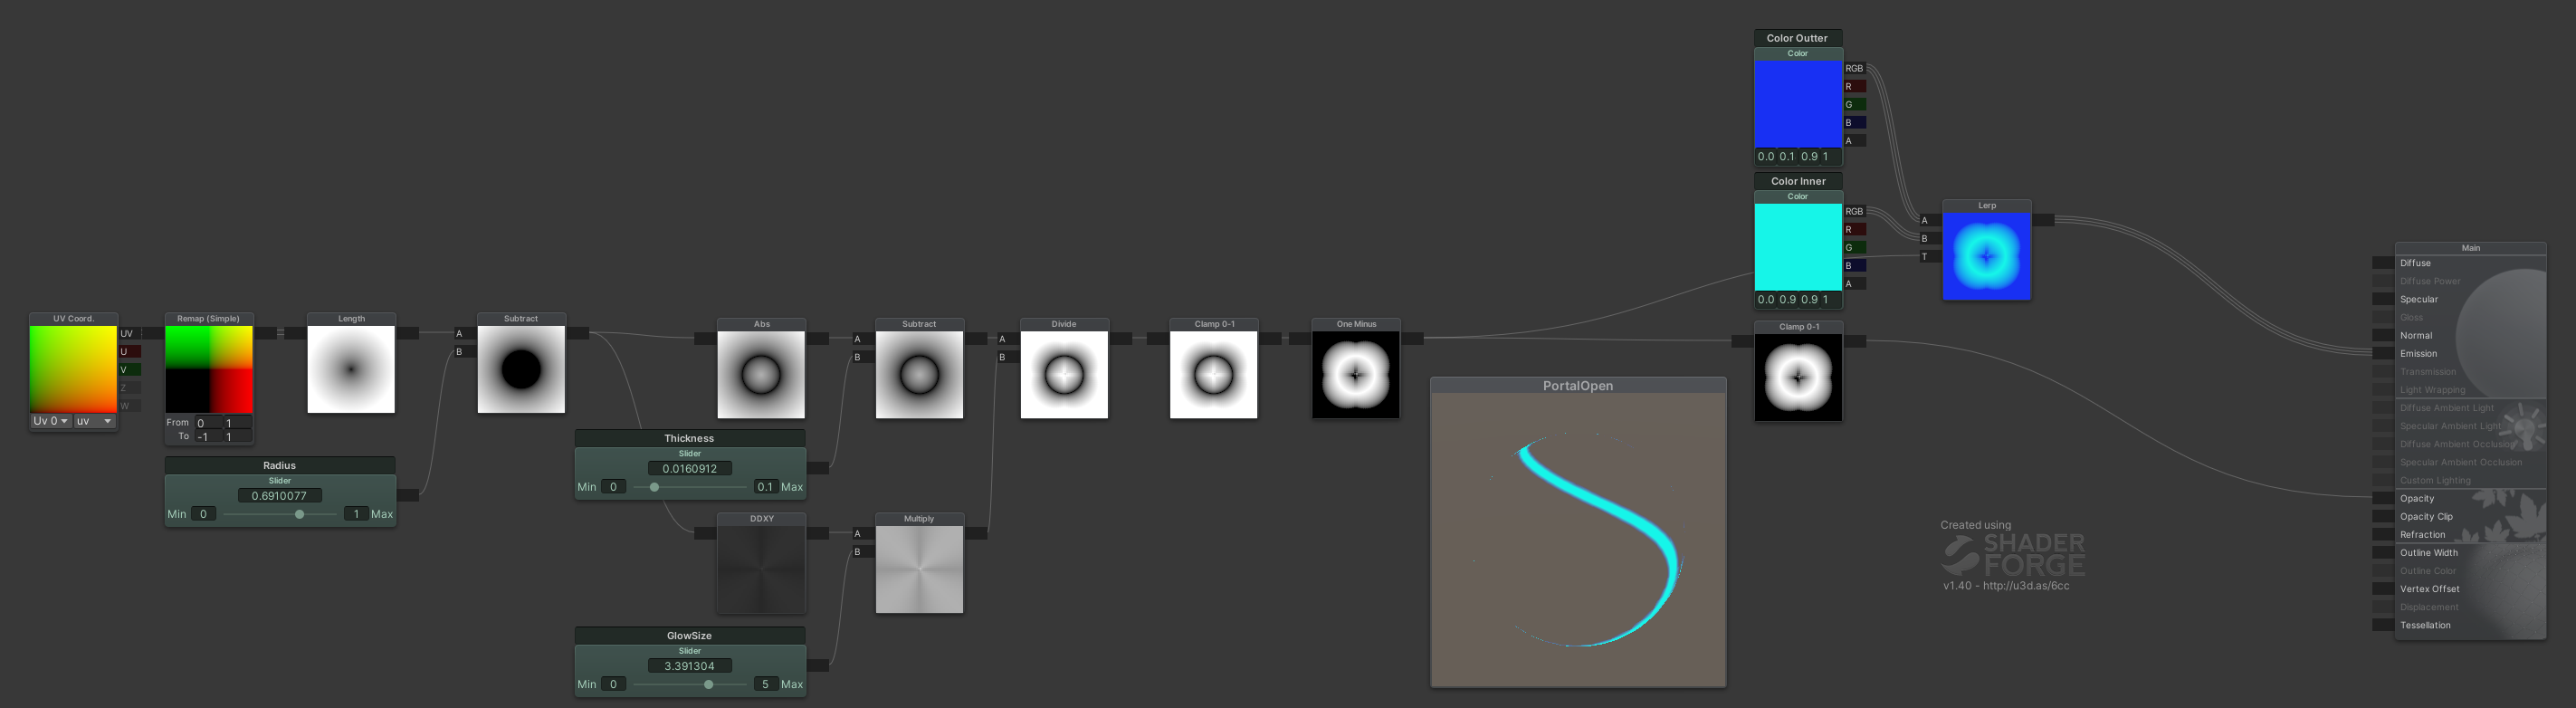 UV Coord.
UV
U
V
Z
W
Uv 0
uv
Remap (Simple)
From 0 1
To -1 1
Radius
Slider
0.6910077
Min 0 1 Max
Length
Subtract
A
B
Abs
Thickness
Slider
0.0160912
Min 0 0.1 Max
DDXY
GlowSize
Slider
3.391304
Min 0 5 Max
Subtract
A
B
Multiply
A
B
Divide
A
B
Clamp 0-1
One Minus
PortalOpen
Color Outter
Color
RGB
R
G
B
A
0.0 0.1 0.9 1
Color Inner
Color
RGB
R
G
B
A
0.0 0.9 0.9 1
Clamp 0-1
Lerp
A
B
T
Created using
SHADER
FORGE
v1.40 - http://u3d.as/6cc
Main
Diffuse
Diffuse Power
Specular
Gloss
Normal
Emission
Transmission
Light Wrapping
Diffuse Ambient Light
Specular Ambient Light
Diffuse Ambient Occlusion
Specular Ambient Occlusion
Custom Lighting
Opacity
Opacity Clip
Refraction
Outline Width
Outline Color
Vertex Offset
Displacement
Tessellation